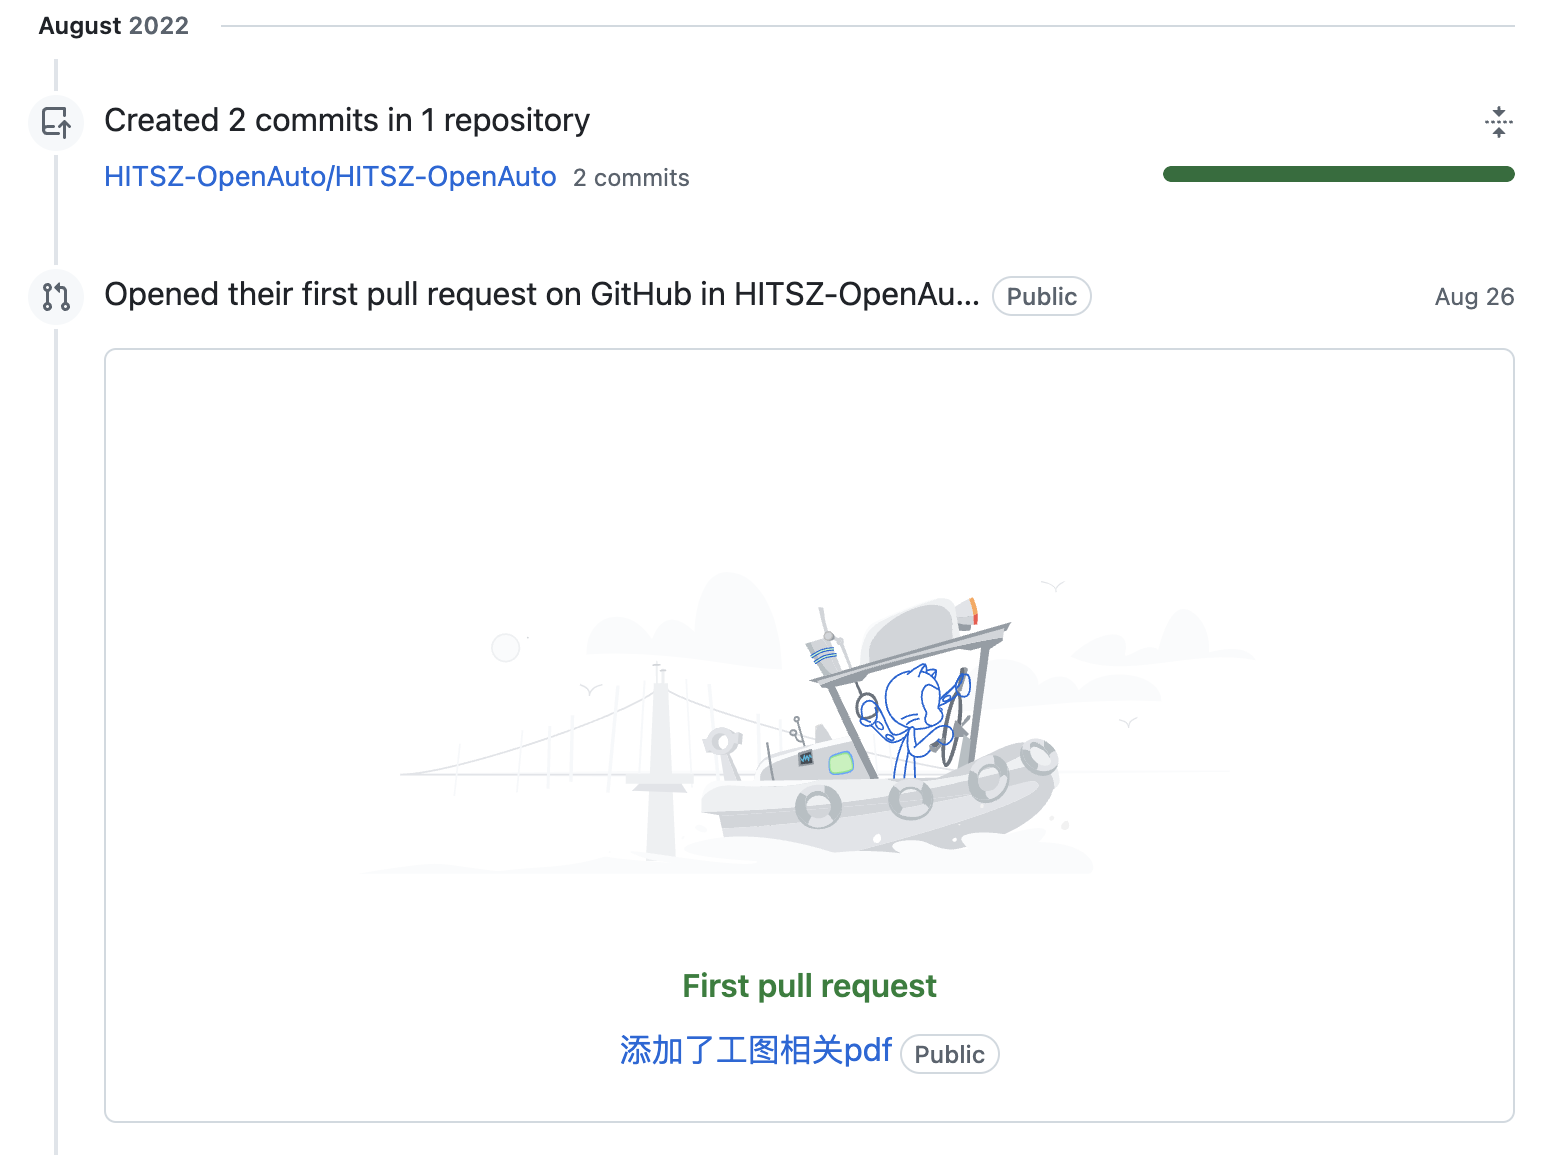 August 2022
Created 2 commits in 1 repository
HITSZ-OpenAuto/HITSZ-OpenAuto 2 commits
Opened their first pull request on GitHub in HITSZ-OpenAu... Public Aug 26
First pull request
添加了工图相关pdf Public